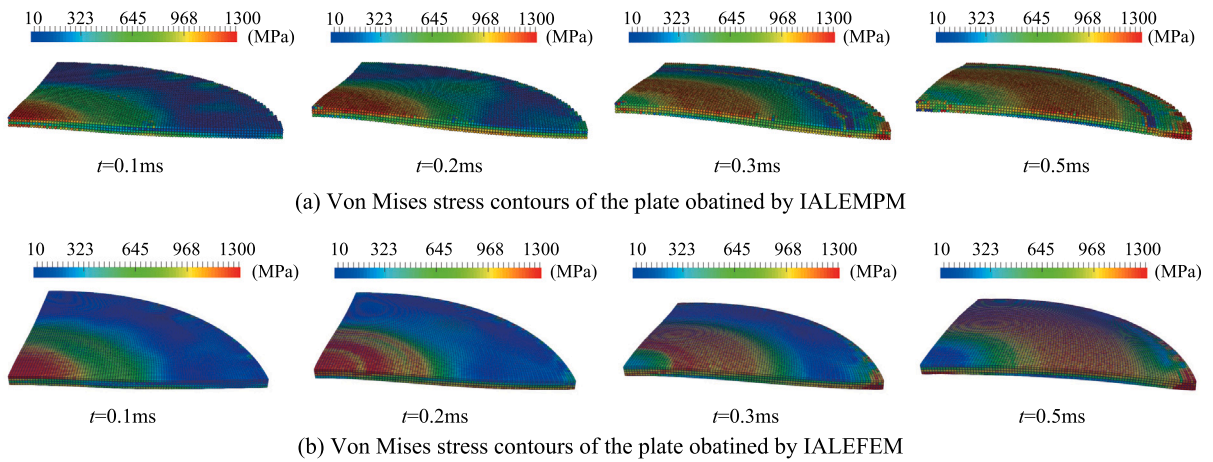 10 323 645 968 1300 10 323 645 968 1300 10 323 645 968 1300 10 323 645 968 1300
(MPa) (MPa) (MPa) (MPa)
t=0.1ms t=0.2ms t=0.3ms t=0.5ms
(a) Von Mises stress contours of the plate obatined by IALEMPM
10 323 645 968 1300 10 323 645 968 1300 10 323 645 968 1300 10 323 645 968 1300
(MPa) (MPa) (MPa) (MPa)
t=0.1ms t=0.2ms t=0.3ms t=0.5ms
(b) Von Mises stress contours of the plate obatined by IALEFEM